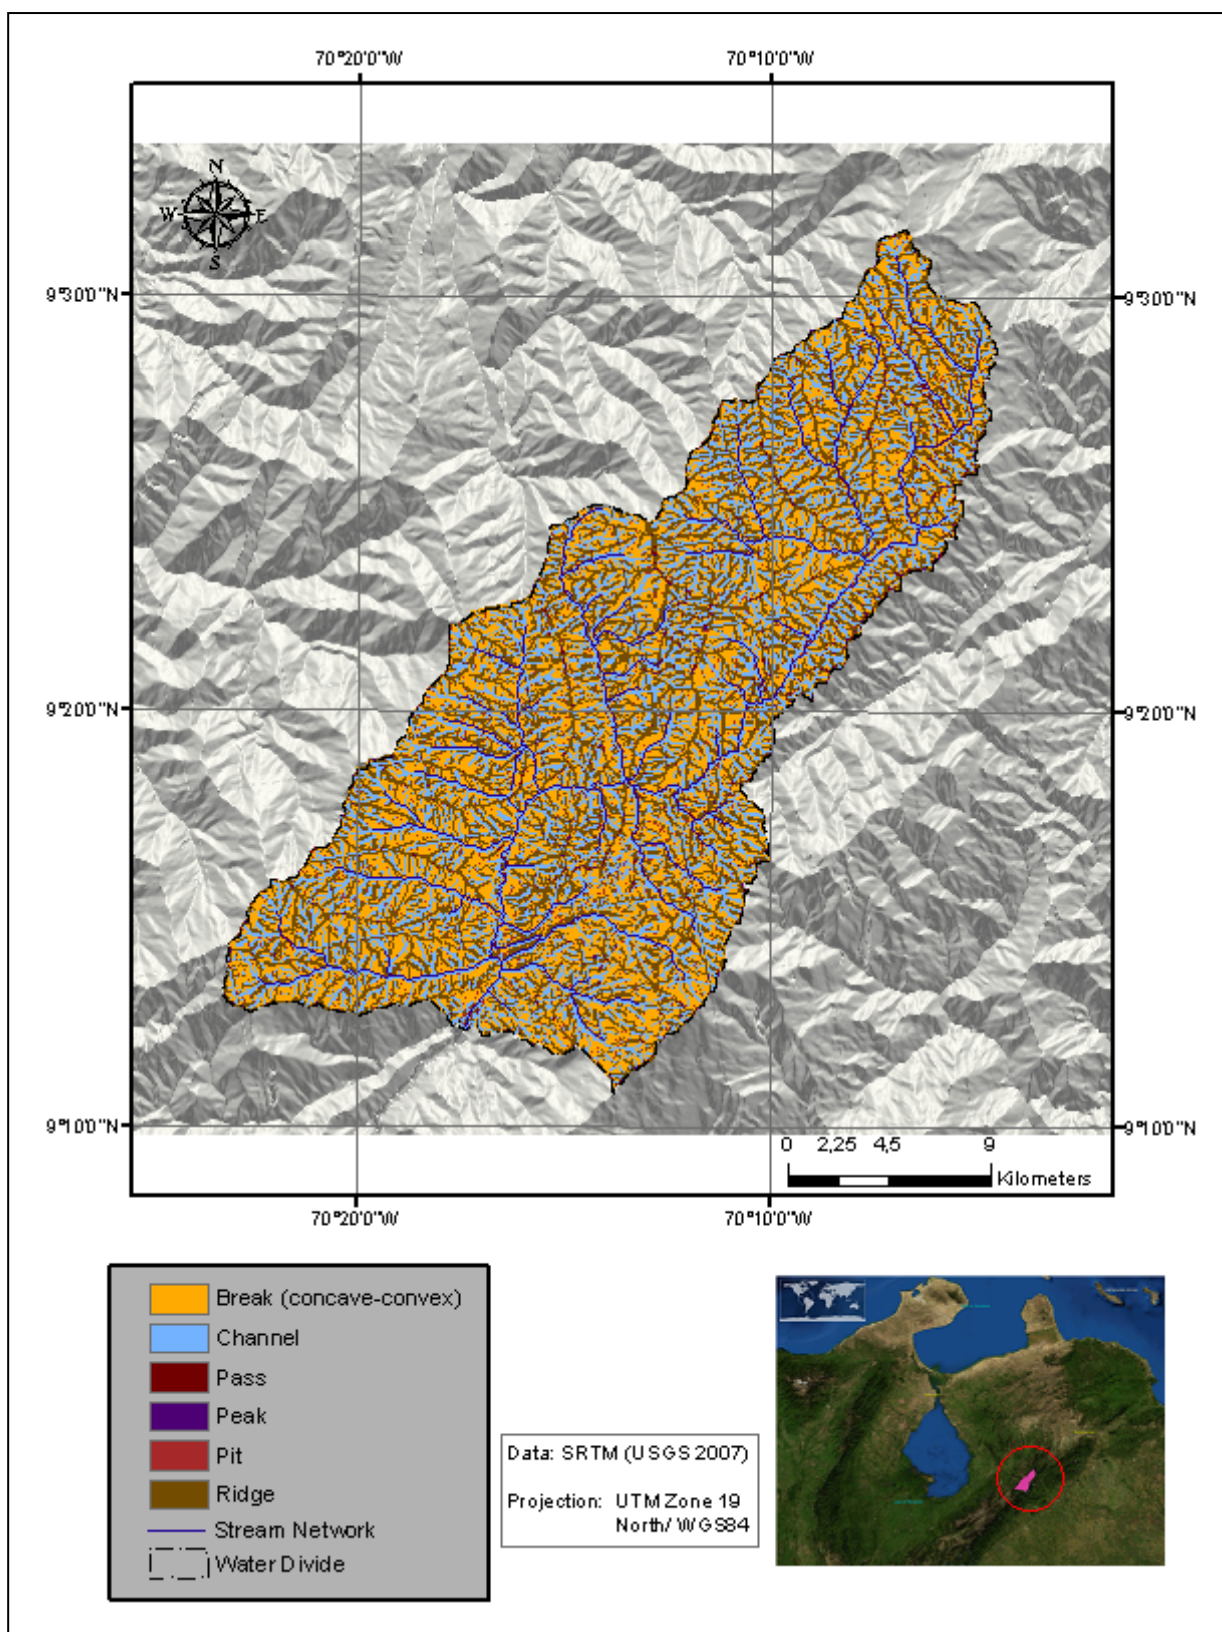 70°20'0"W 70°10'0"W
N
W E
S
9°30'0"N 9°30'0"N
9°20'0"N 9°20'0"N
9°10'0"N 9°10'0"N
0 2,25 4,5 9
Kilometers
70°20'0"W 70°10'0"W
Break (concave-convex)
Channel
Pass
Peak
Pit
Ridge
Stream Network
Water Divide
Data: SRTM (USGS 2007)
Projection: UTM Zone 19
North/ WGS84